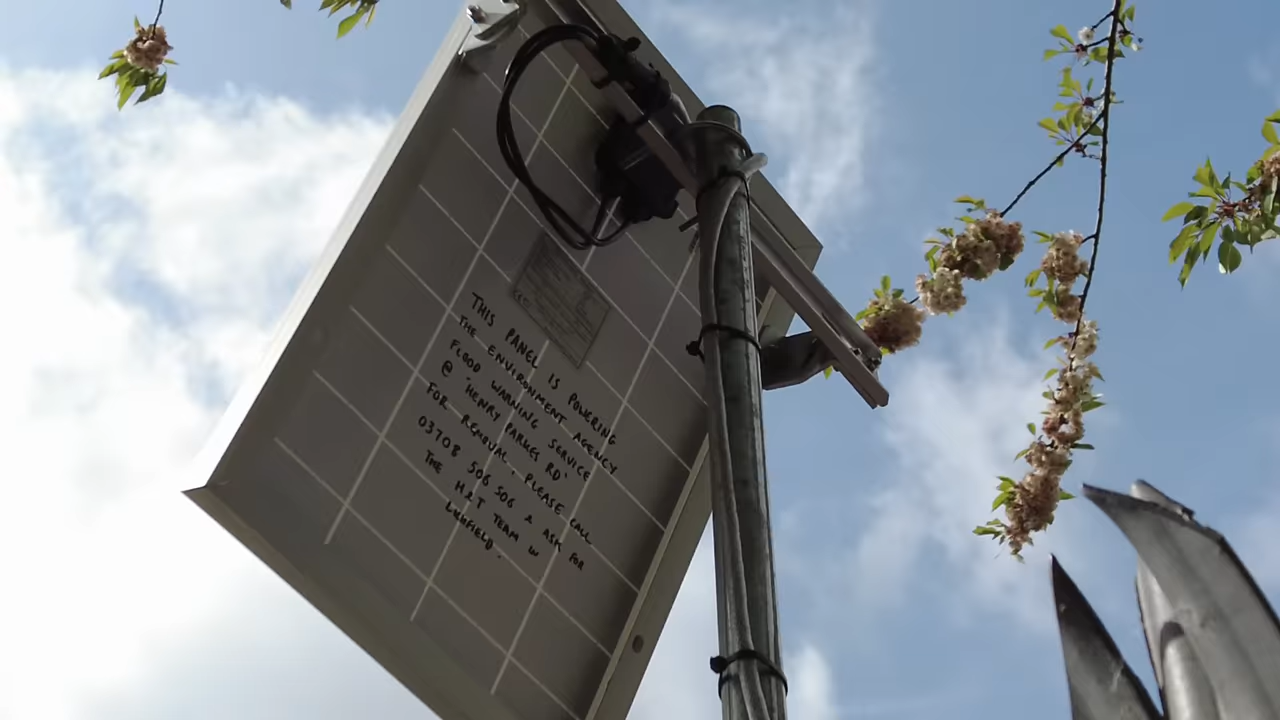 THIS PANEL IS POWERING
THE ENVIRONMENT AGENCY
FLOOD WARNING SERVICE
@ 'HENRY PARKES RD'
FOR REMOVAL, PLEASE CALL
03708 506 506 & ASK FOR
THE H&T TEAM IN
LICHFIELD.